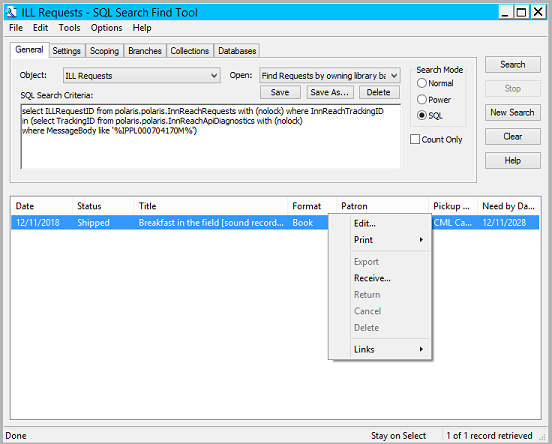 ILL Requests - SQL Search Find Tool
File Edit Tools Options Help
General Settings Scoping Branches Collections Databases
Object: ILL Requests Open: Find Requests by owning library ba
Search Mode
Normal
Power
SQL
Count Only
SQL Search Criteria: Save Save As... Delete
select ILLRequestID from polaris.polaris.InnReachRequests with (nolock) where InnReachTrackingID
in (select TrackingID from polaris.polaris.InnReachApiDiagnostics with (nolock)
where MessageBody like '%IPPL000704170M%')
Search
Stop
New Search
Clear
Help
Date Status Title Format Patron Pickup ... Need by Da...
12/11/2018 Shipped Breakfast in the field [sound record... Book CML Ca... 12/11/2028
Edit...
Print
Export
Receive...
Return
Cancel
Delete
Links
Done Stay on Select 1 of 1 record retrieved